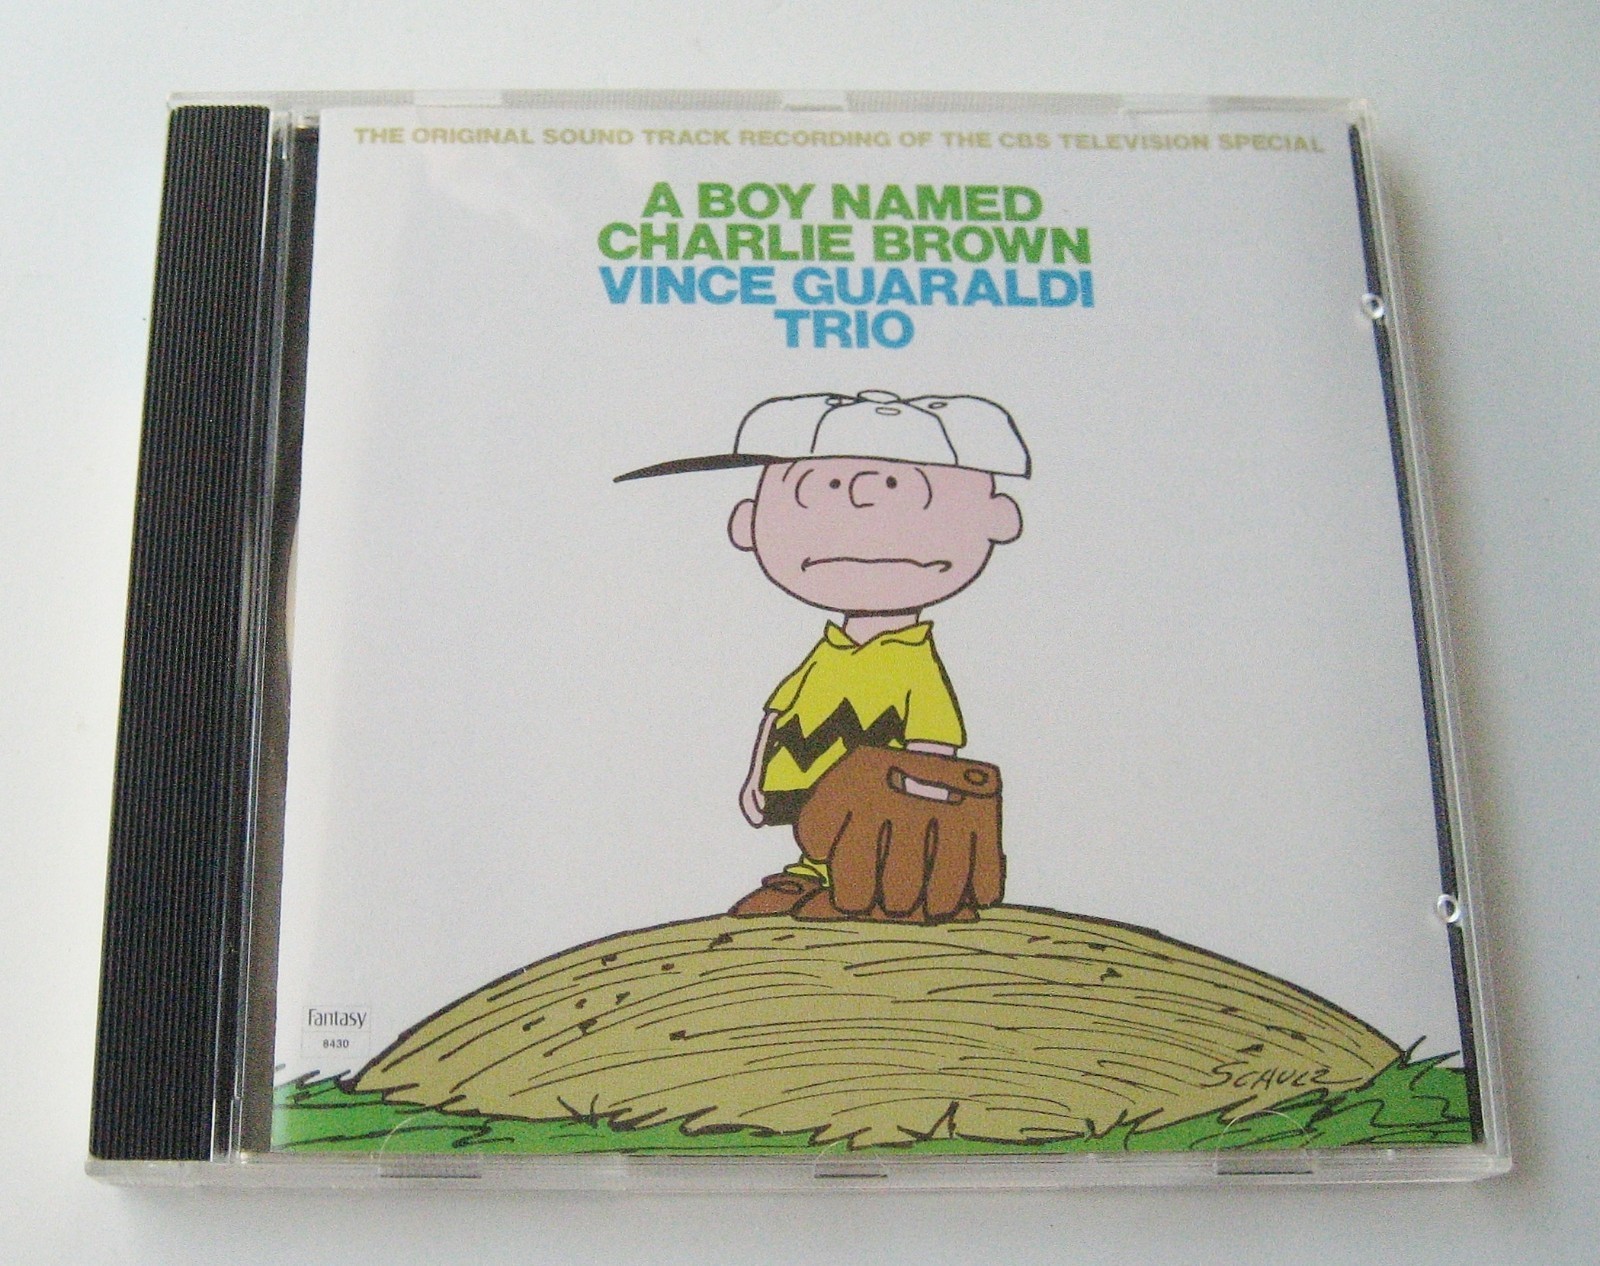 THE ORIGINAL SOUND TRACK RECORDING OF THE CBS TELEVISION SPECIAL
A BOY NAMED
CHARLIE BROWN
VINCE GUARALDI
TRIO
Fantasy
8430
SCHULZ